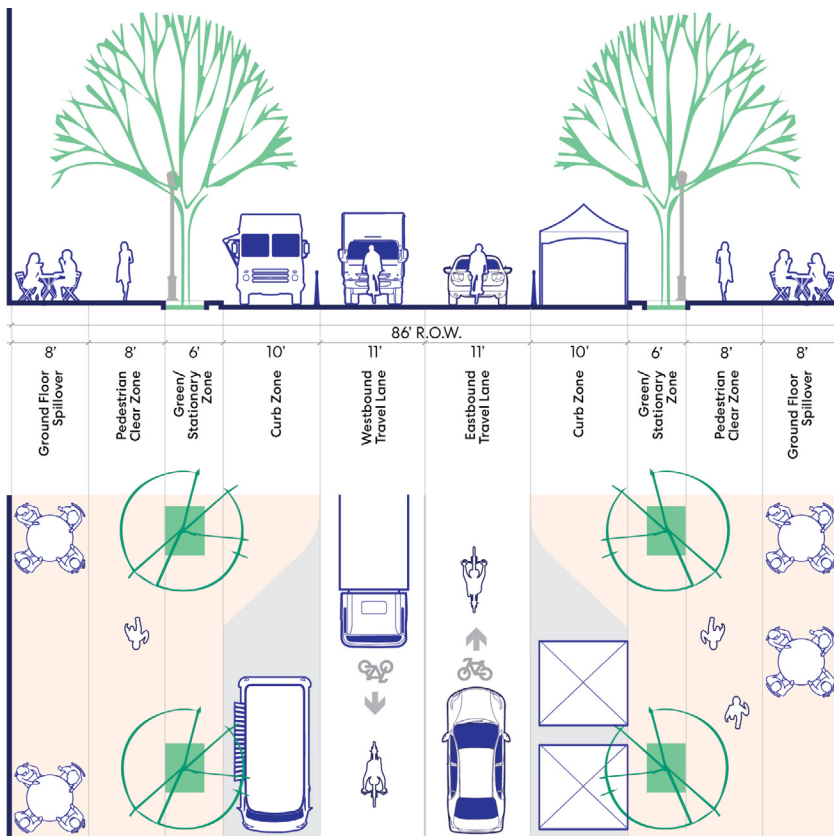 86' R.O.W.
8'
8'
6'
10'
11'
11'
10'
6'
8'
8'
Ground Floor
Spillover
Pedestrian
Clear Zone
Green/
Stationary
Zone
Curb Zone
Westbound
Travel Lane
Eastbound
Travel Lane
Curb Zone
Green/
Stationary
Zone
Pedestrian
Clear Zone
Ground Floor
Spillover